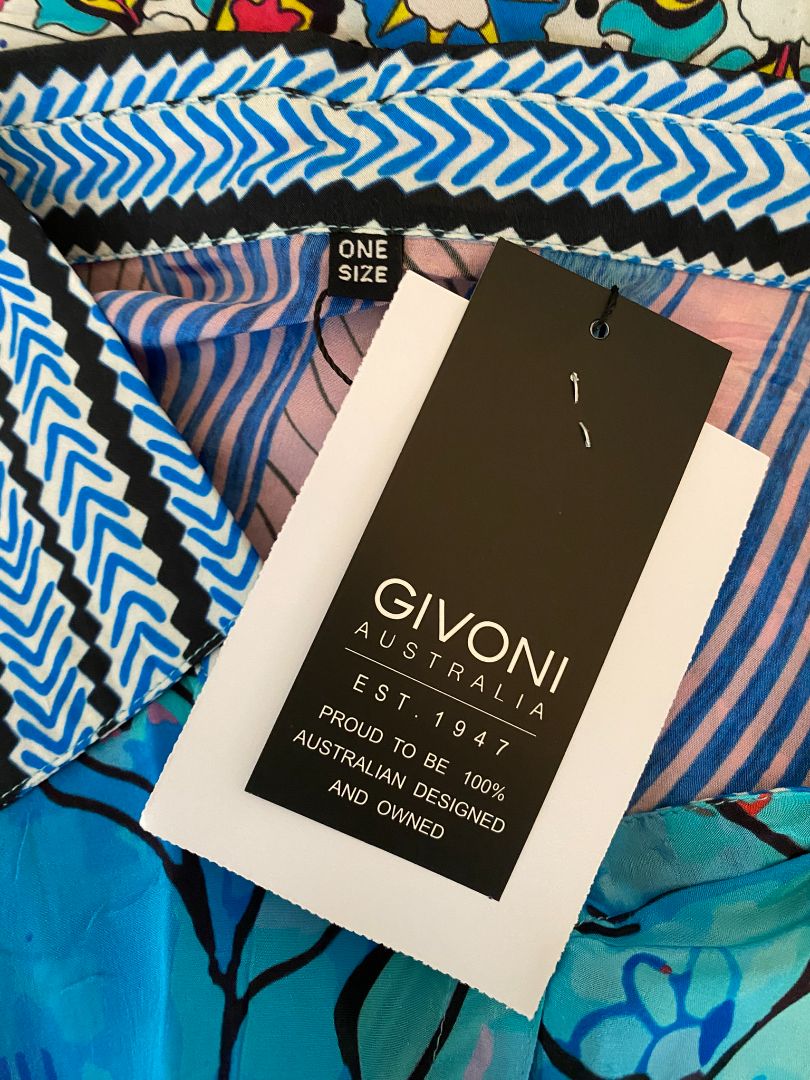 ONE
SIZE
GIVONI
AUSTRALIA
EST. 1947
PROUD TO BE 100%
AUSTRALIAN DESIGNED
AND OWNED